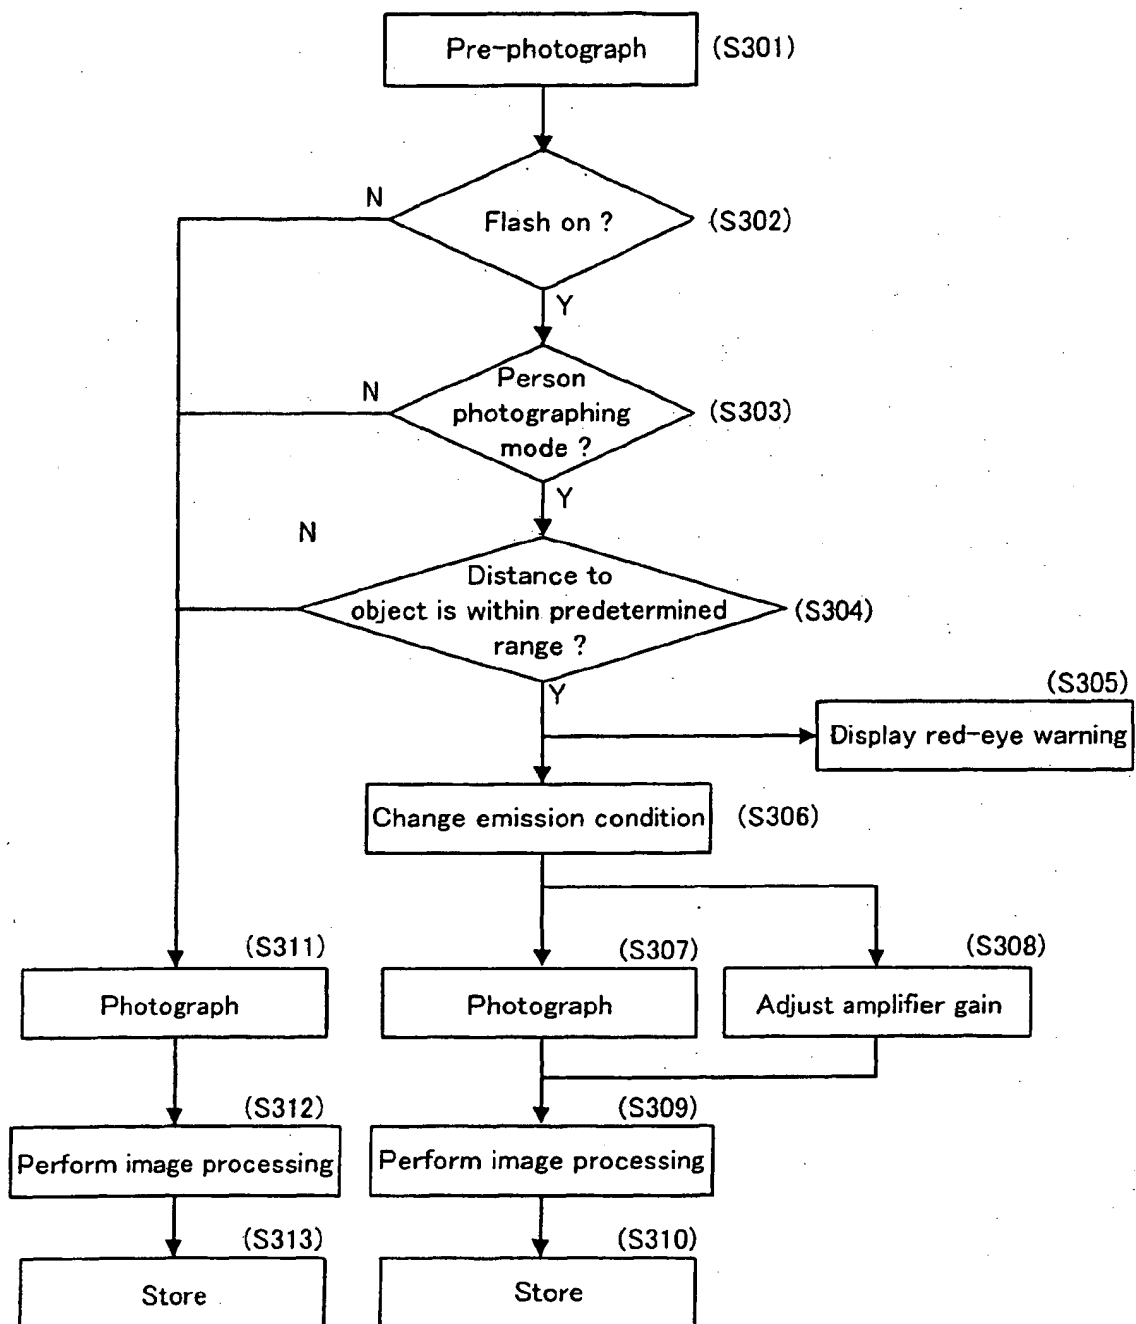 Pre-photograph (S301)
N
Flash on ? (S302)
Y
N
Person
photographing
mode ?
(S303)
Y
N
Distance to
object is within predetermined
range ?
(S304)
Y
(S305)
Display red-eye warning
Change emission condition (S306)
(S311) (S307) (S308)
Photograph Photograph Adjust amplifier gain
(S312) (S309)
Perform image processing Perform image processing
(S313) (S310)
Store Store